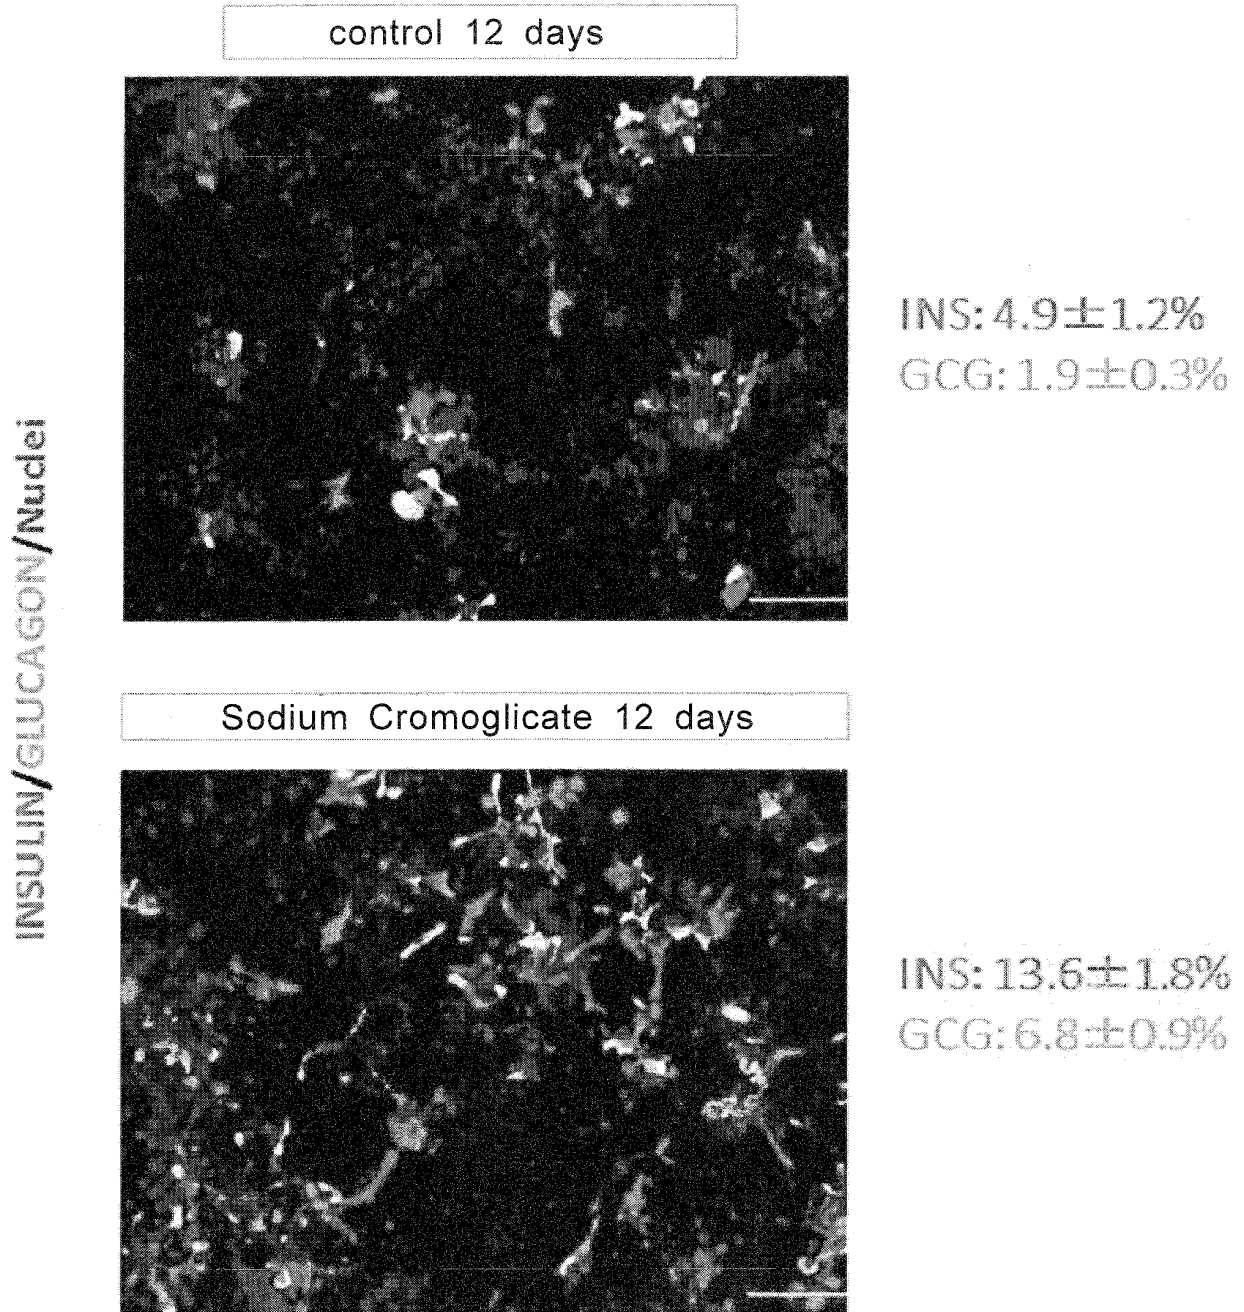 control 12 days
INS: 4.9±1.2%
GCG: 1.9±0.3%
INSULIN/GLUCAGON/Nuclei
Sodium Cromoglicate 12 days
INS: 13.6±1.8%
GCG: 6.8±0.9%